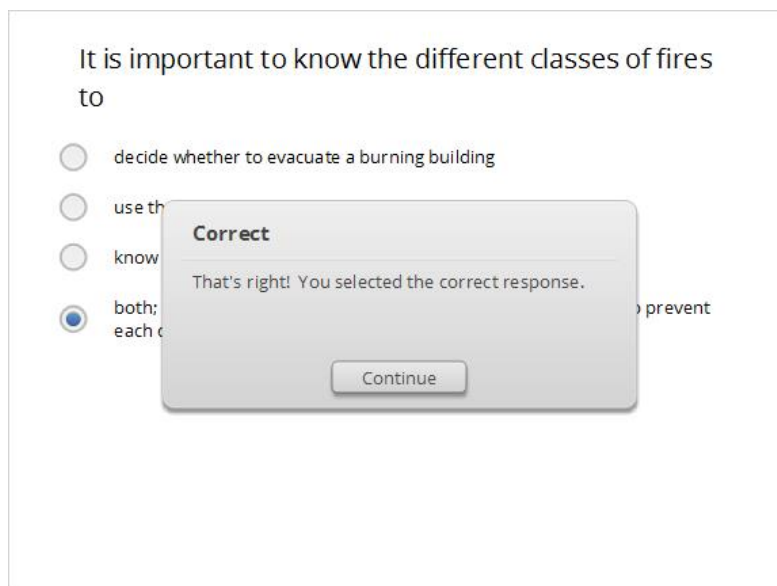 It is important to know the different classes of fires
to
decide whether to evacuate a burning building
use
know
both;
prevent
each
Correct
That's right! You selected the correct response.
Continue